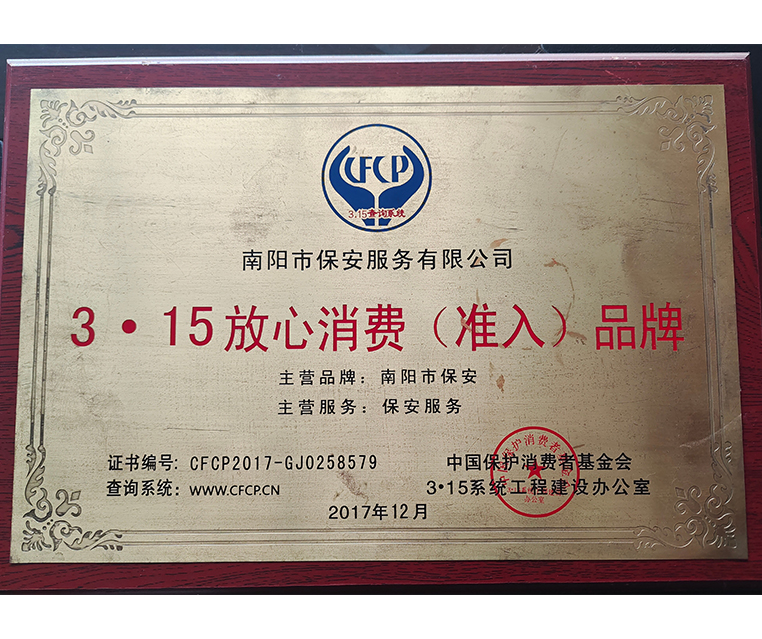 CFCP
3.15查询系统
南阳市保安服务有限公司
3·15放心消费（准入）品牌
主营品牌：南阳市保安
主营服务：保安服务
证书编号：CFCP2017-GJ0258579
中国保护消费者基金会
查询系统：WWW.CFCP.CN
3·15系统工程建设办公室
2017年12月
办公室